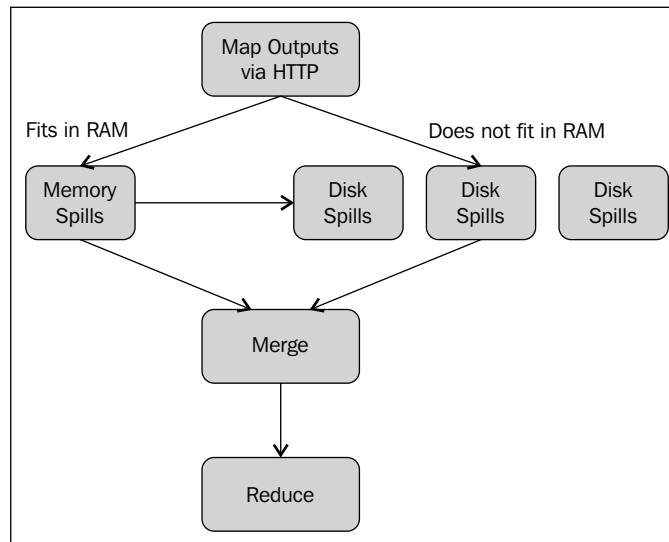 Map Outputs
via HTTP
Fits in RAM
Does not fit in RAM
Memory
Spills
Disk
Spills
Disk
Spills
Disk
Spills
Merge
Reduce